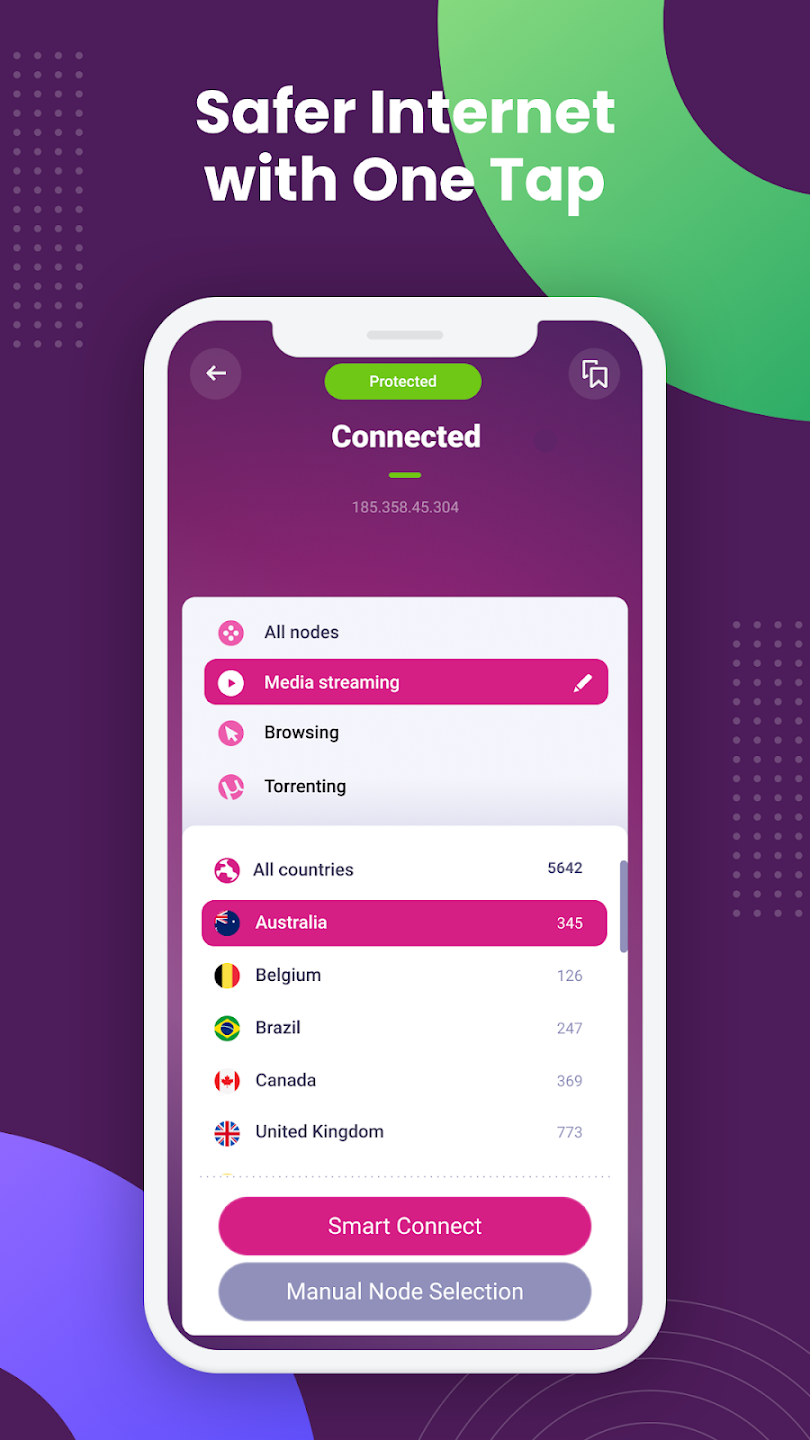 Safer Internet
with One Tap
Protected
Connected
185.358.45.304
All nodes
Media streaming
Browsing
Torrenting
All countries 5642
Australia 345
Belgium 126
Brazil 247
Canada 369
United Kingdom 773
Smart Connect
Manual Node Selection